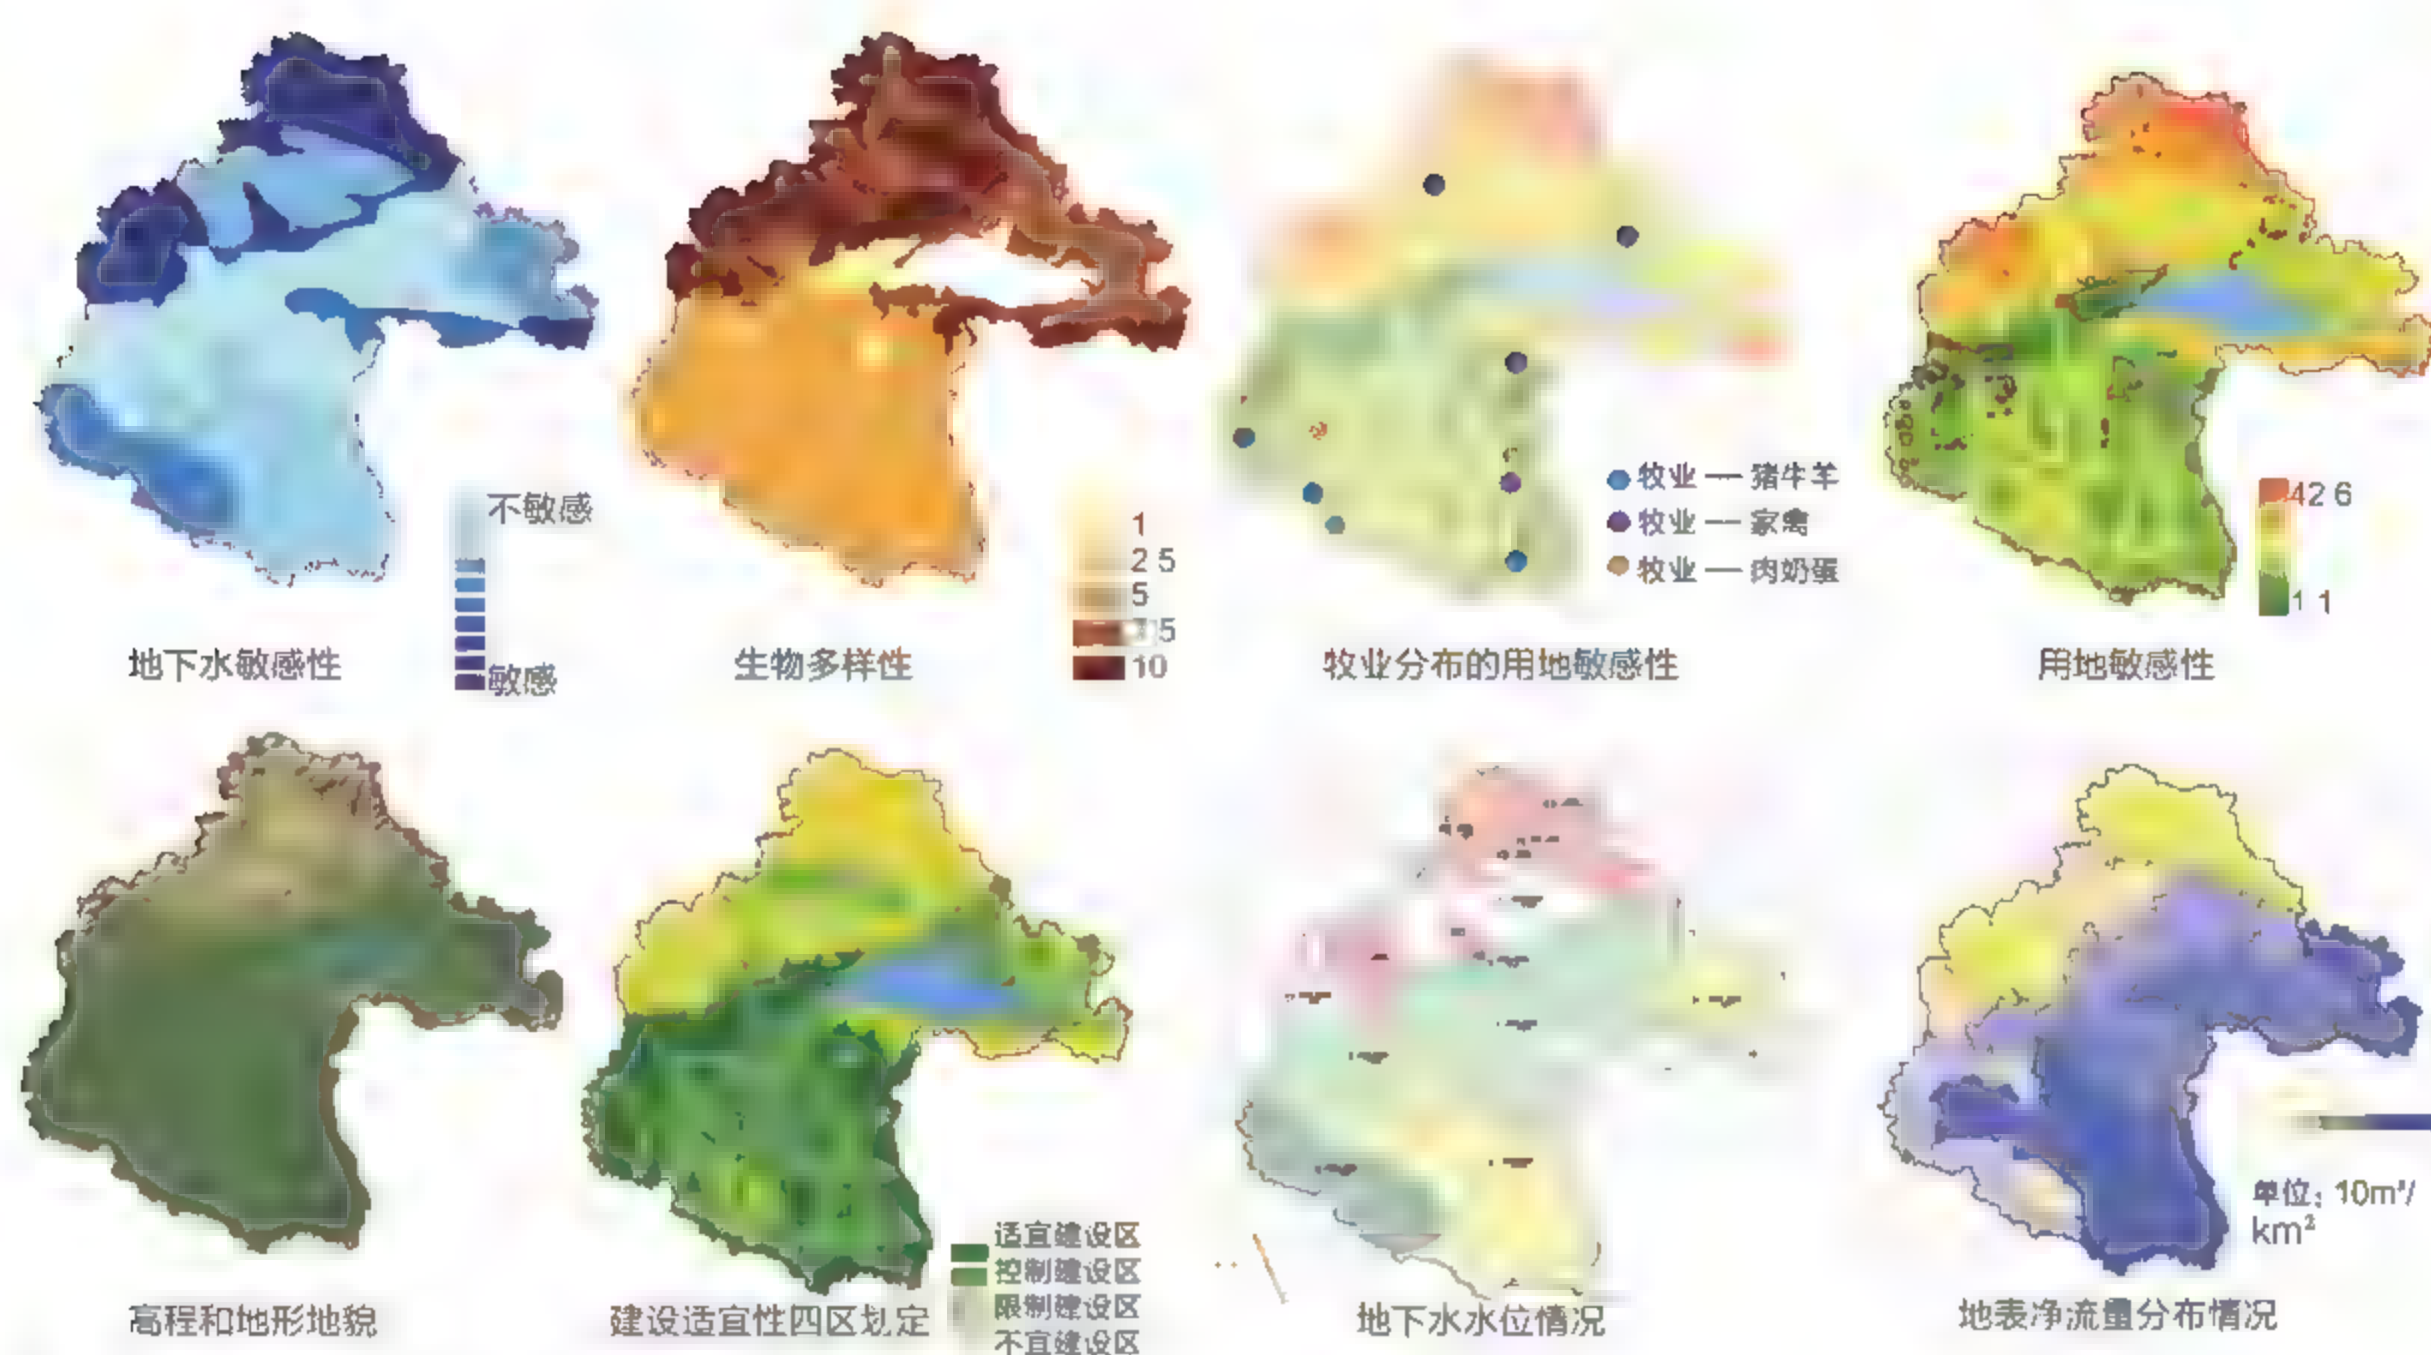 不敏感
敏感
地下水敏感性
1
2 5
5
10
生物多样性
牧业 — 猪牛羊
牧业 — 家禽
牧业 — 肉奶蛋
牧业分布的用地敏感性
42 6
1 1
用地敏感性
高程和地形地貌
适宜建设区
控制建设区
限制建设区
不宜建设区
建设适宜性四区划定
地下水水位情况
单位：10m³/
km²
地表净流量分布情况